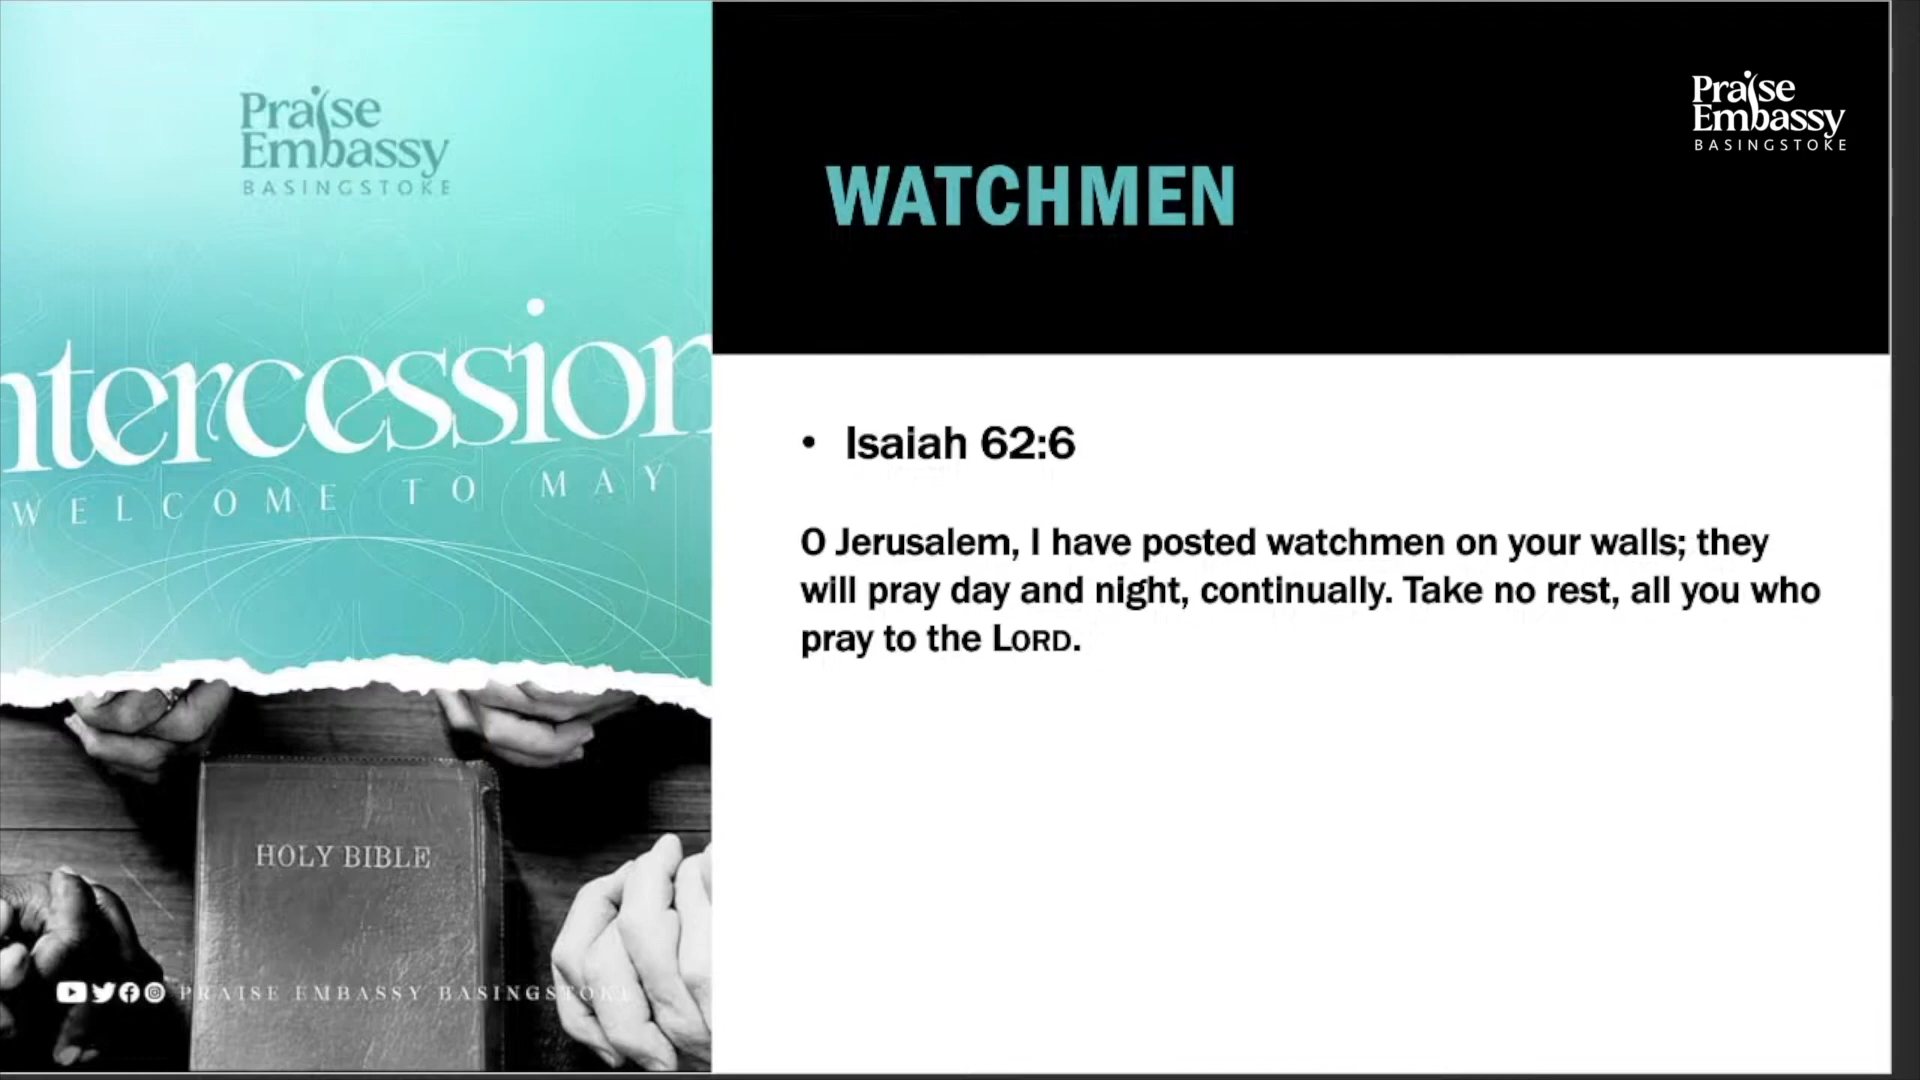 Praise
Embassy
BASINGSTOKE
ntercession
WELCOME TO MAY
HOLY BIBLE
PRAISE EMBASSY BASINGSTOKE
WATCHMEN
Praise
Embassy
BASINGSTOKE
• Isaiah 62:6
O Jerusalem, I have posted watchmen on your walls; they
will pray day and night, continually. Take no rest, all you who
pray to the LORD.